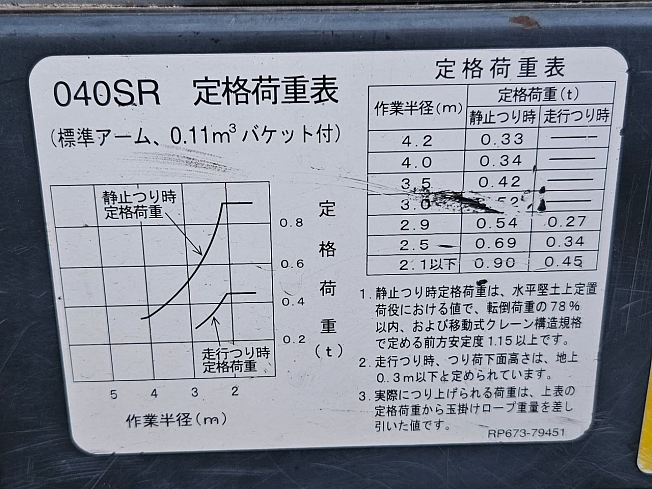 040SR 定格荷重表
(標準アーム、0.11m³バケット付)
静止つり時
定格荷重
走行つり時
定格荷重
0.8
0.6
0.4
0.2
定格荷重(t)
5 4 3 2
作業半径(m)
定格荷重表
作業半径(m) 定格荷重(t)
静止つり時 走行つり時
4.2 0.33 ―
4.0 0.34 ―
3.5 0.42 ―
3.0 ―
2.9 0.54 0.27
2.5 0.69 0.34
2.1以下 0.90 0.45
1. 静止つり時定格荷重は、水平堅土上定置
荷役における値で、転倒荷重の78%
以内、および移動式クレーン構造規格
で定める前方安定度1.15以上です。
2. 走行つり時、つり荷下面高さは、地上
0.3m以下と定められています。
3. 実際につり上げられる荷重は、上表の
定格荷重から玉掛けロープ重量を差し
引いた値です。
RP673-79451